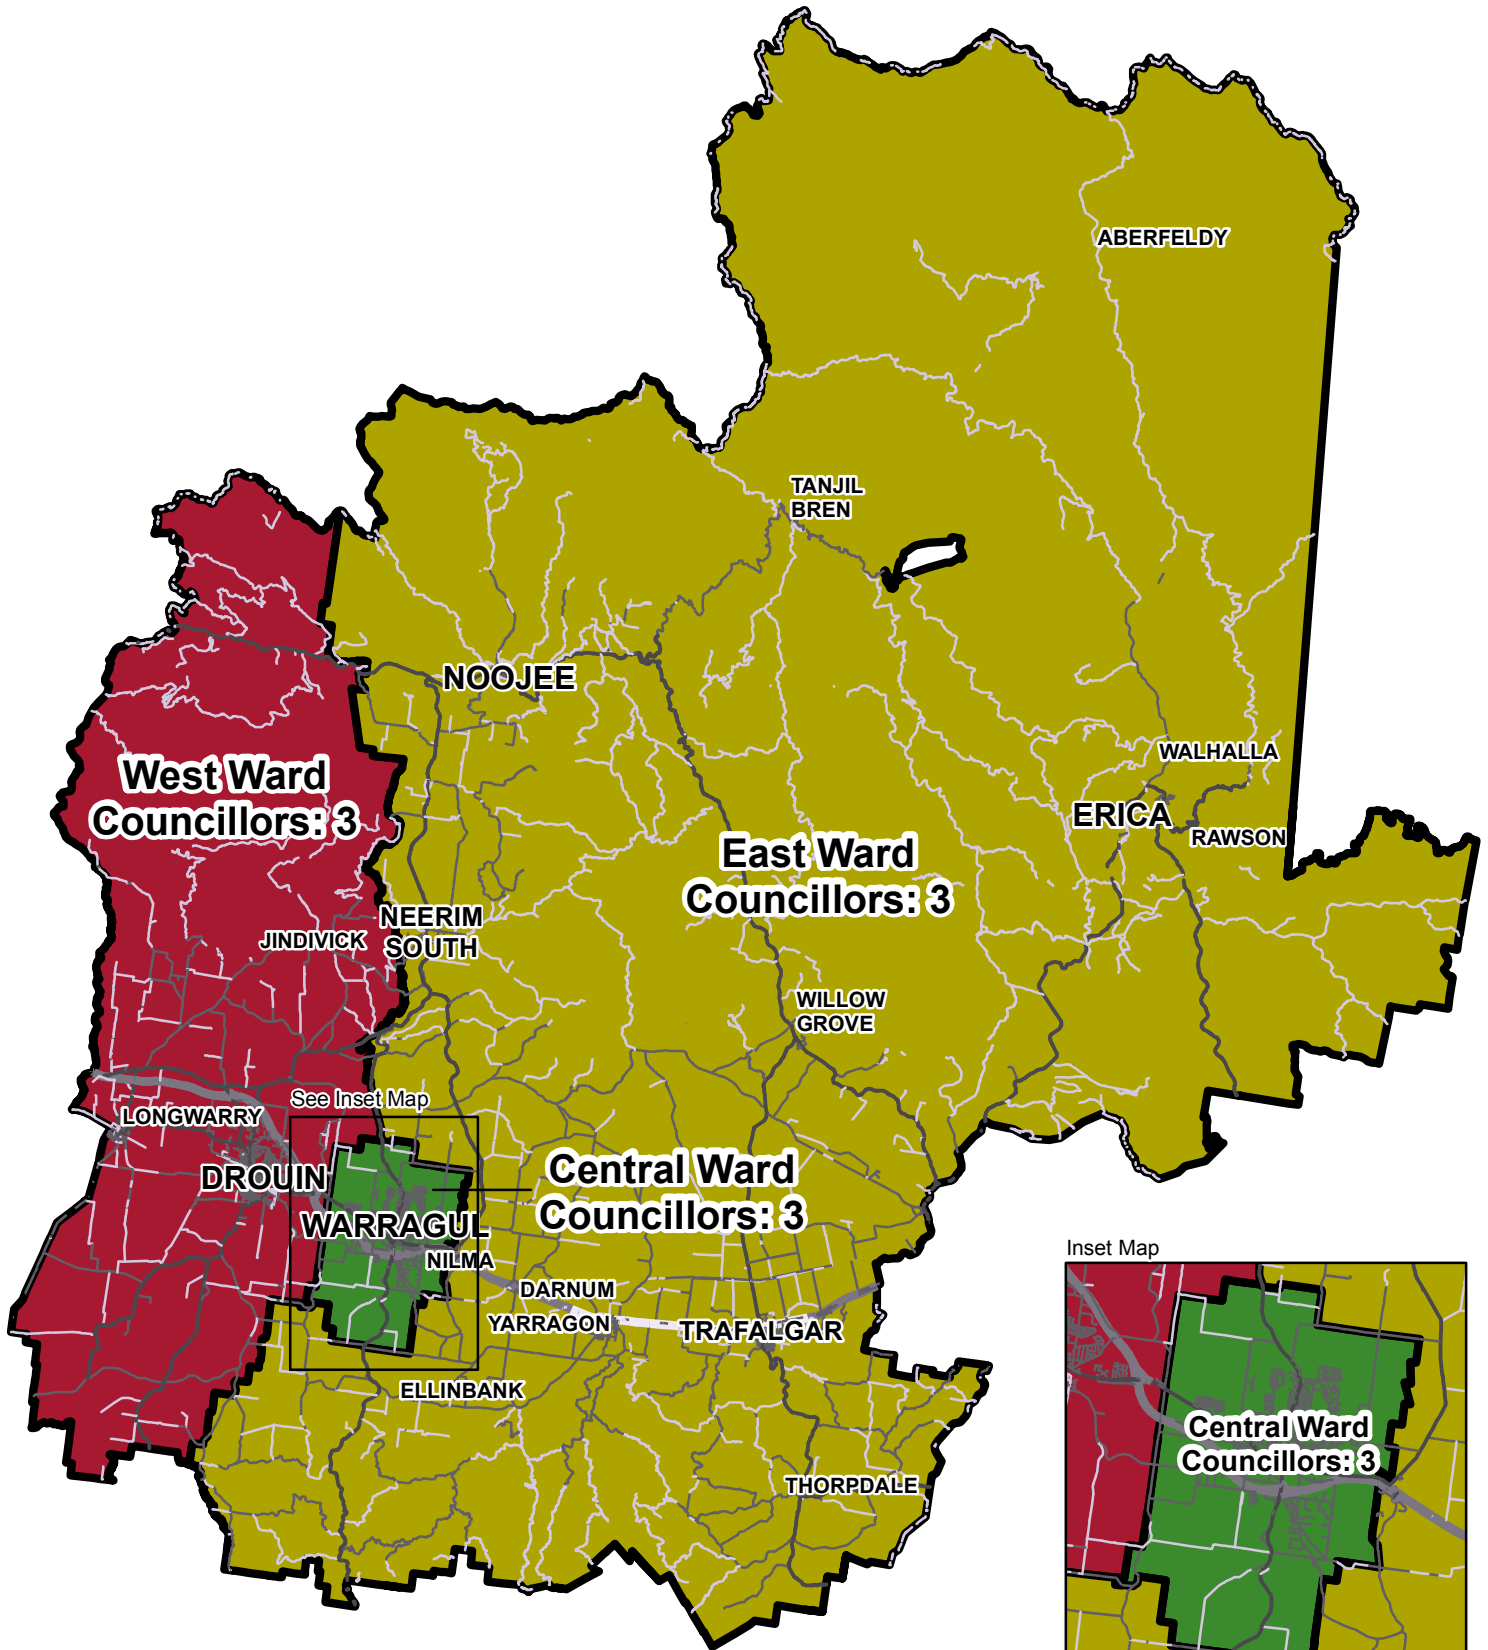 ABERFELDY
TANJIL
BREN
NOOJEE
WALHALLA
West Ward
Councillors: 3
ERICA
RAWSON
East Ward
Councillors: 3
NEERIM
SOUTH
JINDIVICK
WILLOW
GROVE
See Inset Map
LONGWARRY
DROUIN
Central Ward
Councillors: 3
WARRAGUL
NILMA
Inset Map
DARNUM
YARRAGON
TRAFALGAR
ELLINBANK
Central Ward
Councillors: 3
THORPDALE